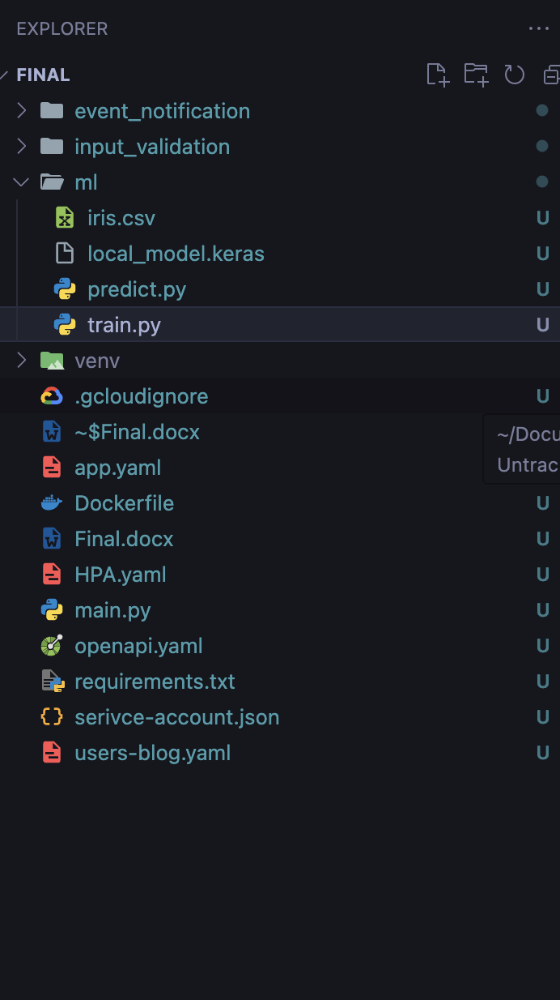 EXPLORER
FINAL
event_notification
input_validation
ml
iris.csv U
local_model.keras U
predict.py U
train.py U
venv
.gcloudignore U
~$Final.docx ~/Docu
app.yaml Untrac
Dockerfile U
Final.docx U
HPA.yaml U
main.py U
openapi.yaml U
requirements.txt U
serivce-account.json U
users-blog.yaml U